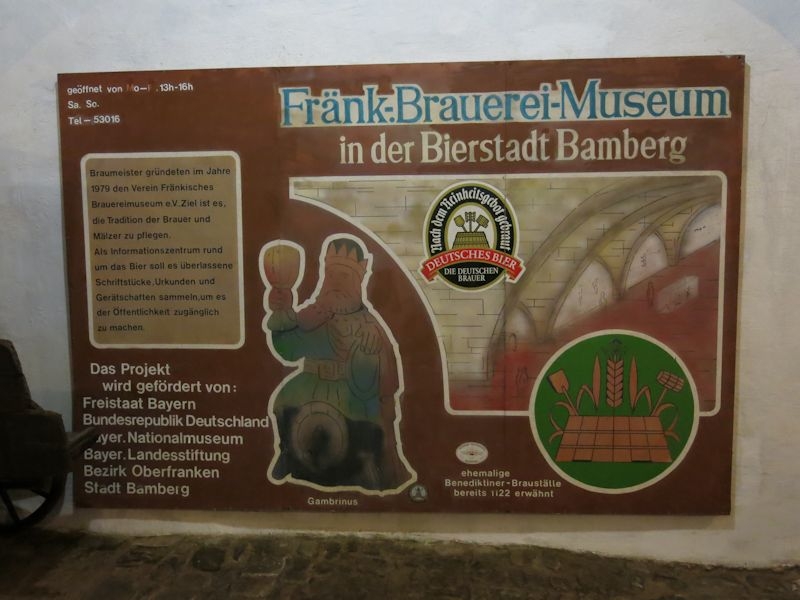 geöffnet von Mo– .13h-16h
Sa. So.
Tel – 53016
Fränk.Brauerei-Museum
in der Bierstadt Bamberg
Braumeister gründeten im Jahre
1979 den Verein Fränkisches
Brauereimuseum e.V. Ziel ist es,
die Tradition der Brauer und
Mälzer zu pflegen.
Als Informationszentrum rund
um das Bier soll es überlassene
Schriftstücke,Urkunden und
Gerätschaften sammeln,um es
der Öffentlichkeit zugänglich
zu machen.
Nach dem Reinheitsgebot gebraut
DEUTSCHES BIER
DIE DEUTSCHEN
BRAUER
Das Projekt
wird gefördert von:
Freistaat Bayern
Bundesrepublik Deutschland
Bayer. Nationalmuseum
Bayer. Landesstiftung
Bezirk Oberfranken
Stadt Bamberg
Gambrinus
ehemalige
Benediktiner-Braustätte
bereits 1122 erwähnt